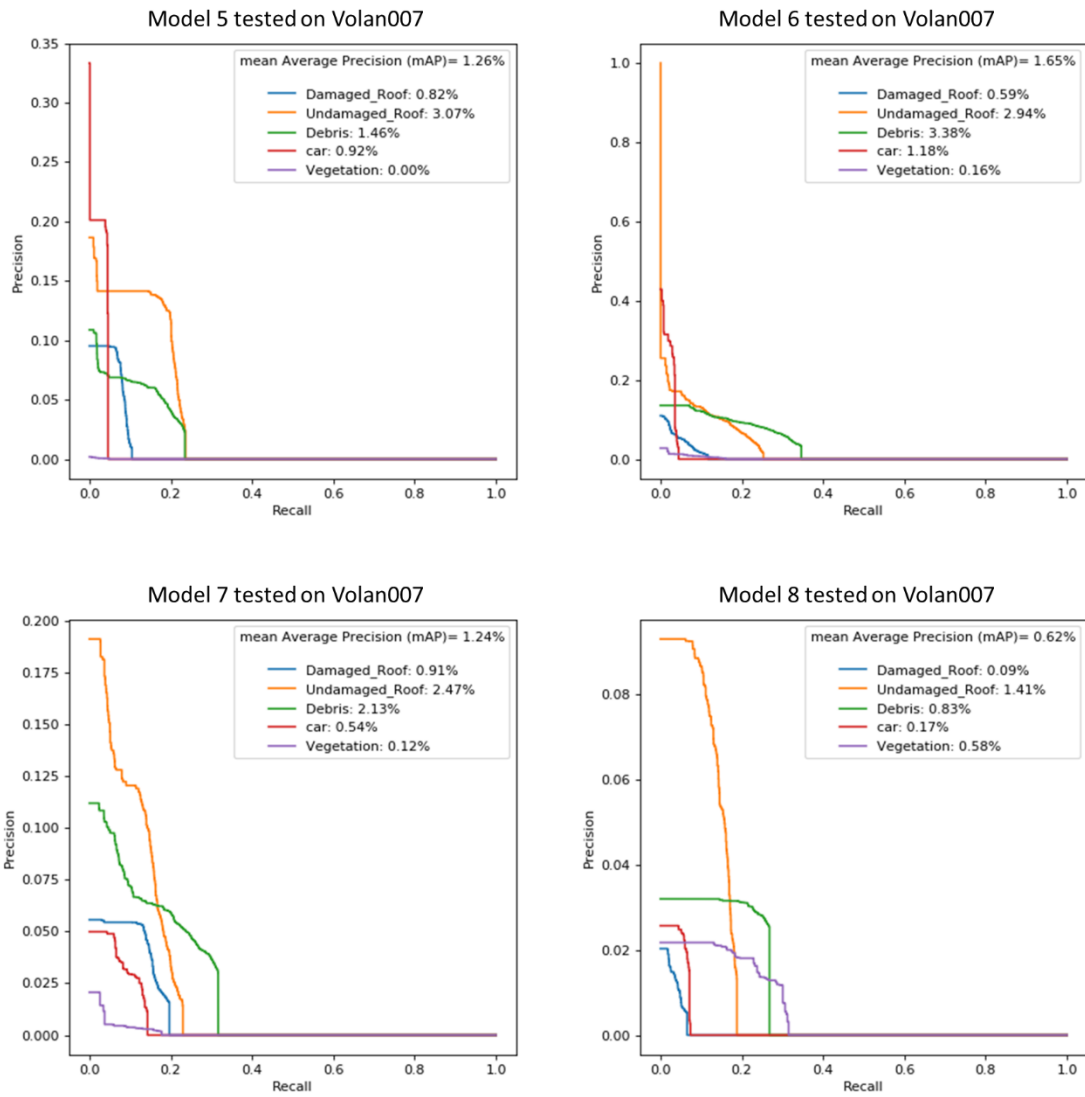 Model 5 tested on Volan007
mean Average Precision (mAP)= 1.26%
Damaged_Roof: 0.82%
Undamaged_Roof: 3.07%
Debris: 1.46%
car: 0.92%
Vegetation: 0.00%
0.35
0.30
0.25
0.20
0.15
0.10
0.05
0.00
Precision
0.0 0.2 0.4 0.6 0.8 1.0
Recall
Model 6 tested on Volan007
mean Average Precision (mAP)= 1.65%
Damaged_Roof: 0.59%
Undamaged_Roof: 2.94%
Debris: 3.38%
car: 1.18%
Vegetation: 0.16%
1.0
0.8
0.6
0.4
0.2
0.0
Precision
0.0 0.2 0.4 0.6 0.8 1.0
Recall
Model 7 tested on Volan007
mean Average Precision (mAP)= 1.24%
Damaged_Roof: 0.91%
Undamaged_Roof: 2.47%
Debris: 2.13%
car: 0.54%
Vegetation: 0.12%
0.200
0.175
0.150
0.125
0.100
0.075
0.050
0.025
0.000
Precision
0.0 0.2 0.4 0.6 0.8 1.0
Recall
Model 8 tested on Volan007
mean Average Precision (mAP)= 0.62%
Damaged_Roof: 0.09%
Undamaged_Roof: 1.41%
Debris: 0.83%
car: 0.17%
Vegetation: 0.58%
0.08
0.06
0.04
0.02
0.00
Precision
0.0 0.2 0.4 0.6 0.8 1.0
Recall